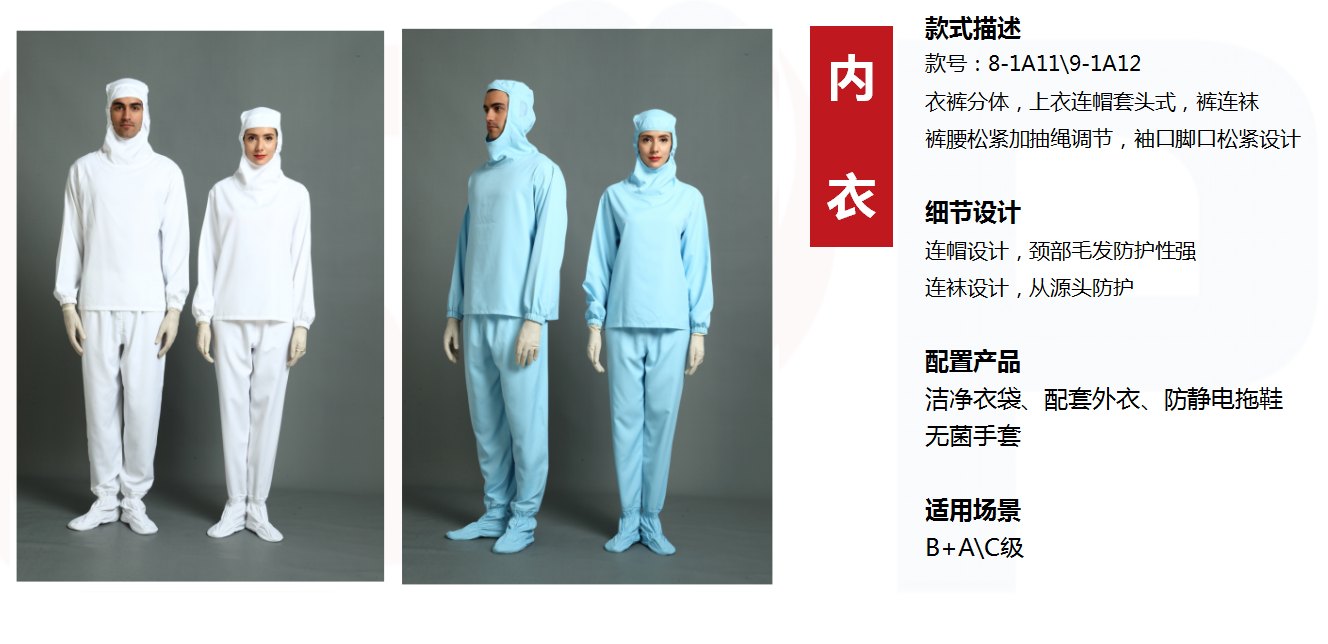 内
衣
款式描述
款号：8-1A11\9-1A12
衣裤分体，上衣连帽套头式，裤连袜
裤腰松紧加抽绳调节，袖口脚口松紧设计
细节设计
连帽设计，颈部毛发防护性强
连袜设计，从源头防护
配置产品
洁净衣袋、配套外衣、防静电拖鞋
无菌手套
适用场景
B+A\C级